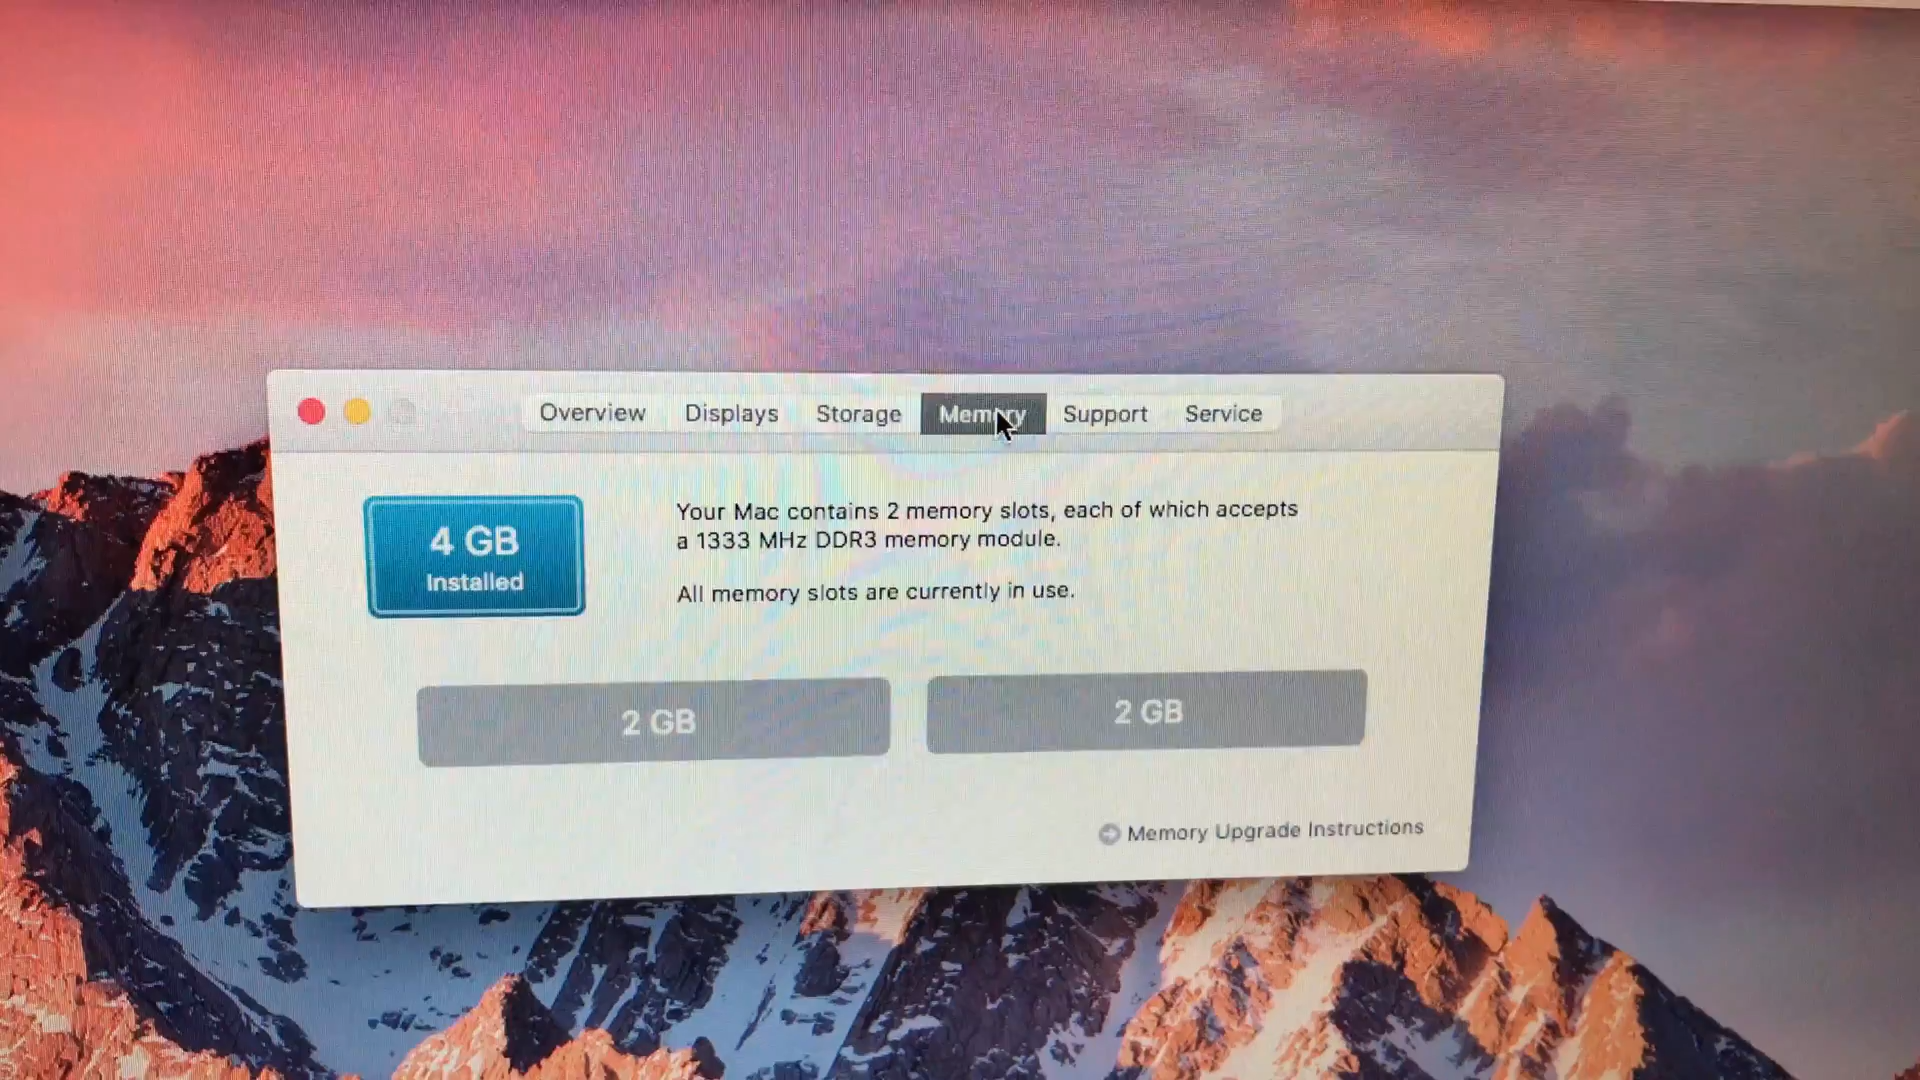 Overview Displays Storage Memory Support Service
4 GB
Installed
Your Mac contains 2 memory slots, each of which accepts
a 1333 MHz DDR3 memory module.
All memory slots are currently in use.
2 GB 2 GB
Memory Upgrade Instructions